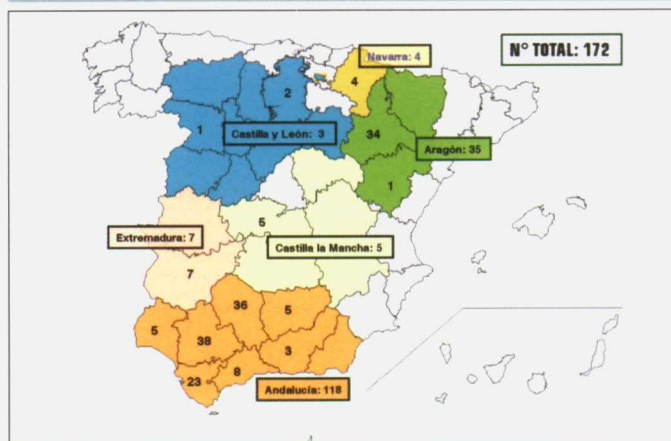 Navarra: 4
Nº TOTAL: 172
4
2
1
Castilla y León: 3
34
Aragón: 35
1
5
Extremadura: 7
Castilla la Mancha: 5
7
36
5
5
38
3
8
23
Andalucía: 118